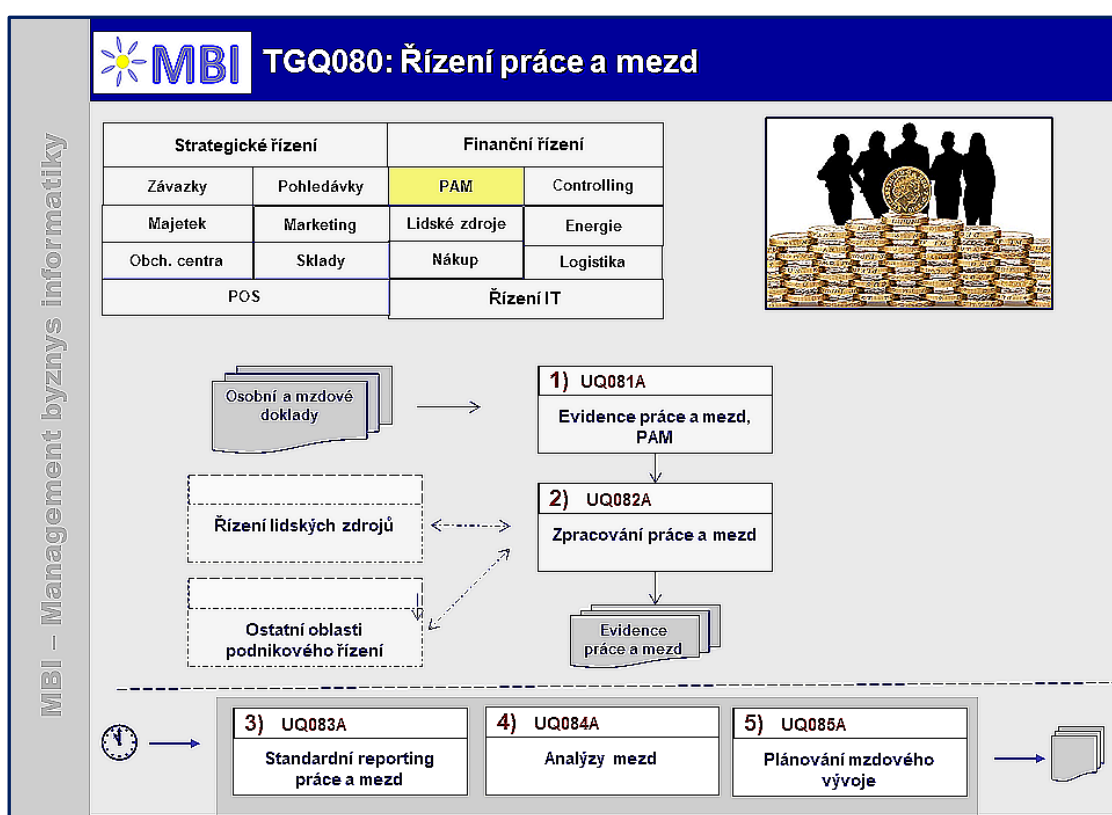 MBI – Management byznys informatiky
MBI
TGQ080: Řízení práce a mezd
Strategické řízení
Finanční řízení
Závazky
Pohledávky
PAM
Controlling
Majetek
Marketing
Lidské zdroje
Energie
Obch. centra
Sklady
Nákup
Logistika
POS
Řízení IT
Osobní a mzdové
doklady
1) UQ081A
Evidence práce a mezd,
PAM
2) UQ082A
Zpracování práce a mezd
Řízení lidských zdrojů
Ostatní oblasti
podnikového řízení
Evidence
práce a mezd
3) UQ083A
Standardní reporting
práce a mezd
4) UQ084A
Analýzy mezd
5) UQ085A
Plánování mzdového
vývoje